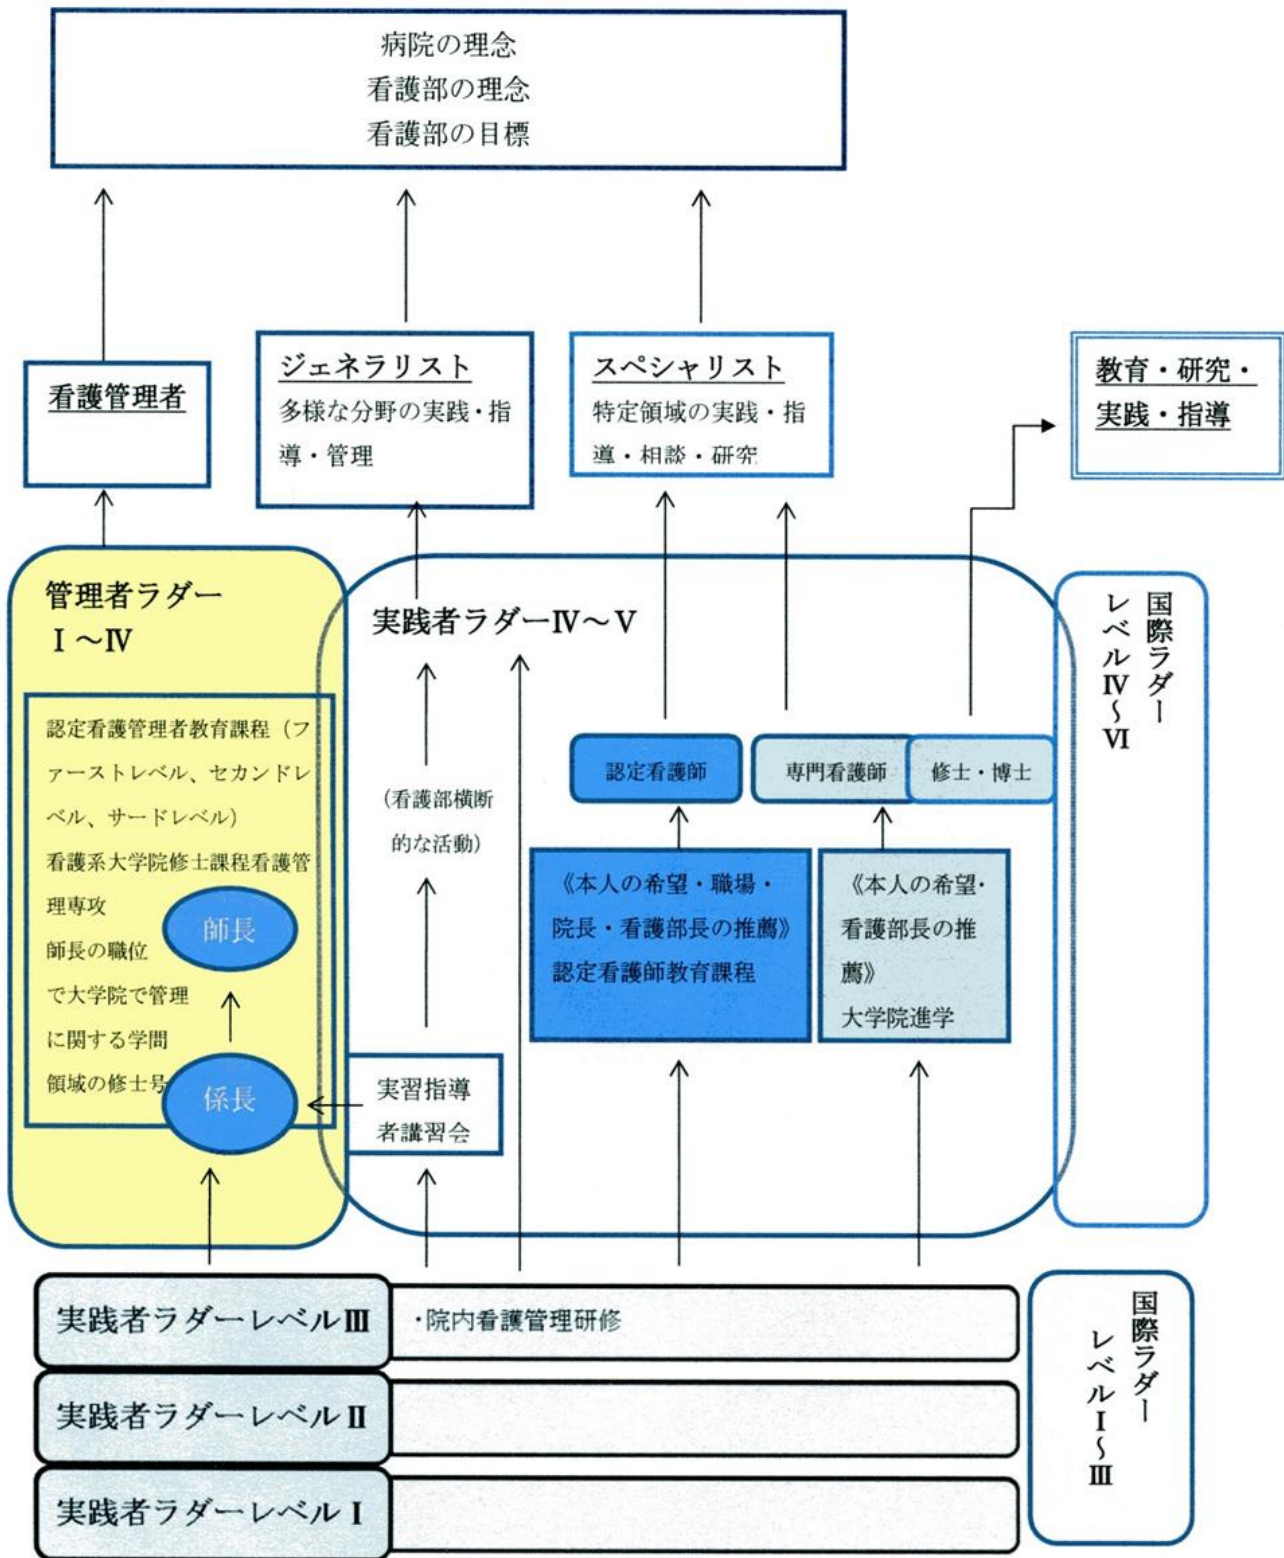 病院の理念
看護部の理念
看護部の目標
看護管理者
ジェネラリスト
多様な分野の実践・指
導・管理
スペシャリスト
特定領域の実践・指
導・相談・研究
教育・研究・
実践・指導
管理者ラダー
Ⅰ～Ⅳ
認定看護管理者教育課程（フ
ァーストレベル、セカンドレ
ベル、サードレベル）
看護系大学院修士課程看護管
理専攻
師長の職位
で大学院で管理
に関する学問
領域の修士号
師長
係長
実践者ラダーⅣ～Ⅴ
（看護部横断
的な活動）
実習指導
者講習会
認定看護師
専門看護師
修士・博士
《本人の希望・職場・
院長・看護部長の推薦》
認定看護師教育課程
《本人の希望・
看護部長の推
薦》
大学院進学
国際ラダー
レベルⅣ～Ⅵ
実践者ラダーレベルⅢ
・院内看護管理研修
実践者ラダーレベルⅡ
実践者ラダーレベルⅠ
国際ラダー
レベルⅠ～Ⅲ